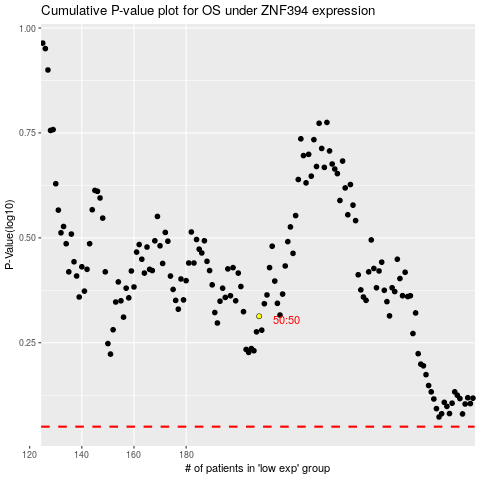 Cumulative P-value plot for OS under ZNF394 expression
P-Value(log10)
1.00
0.75
0.50
0.25
50:50
120 140 160 180
# of patients in 'low exp' group